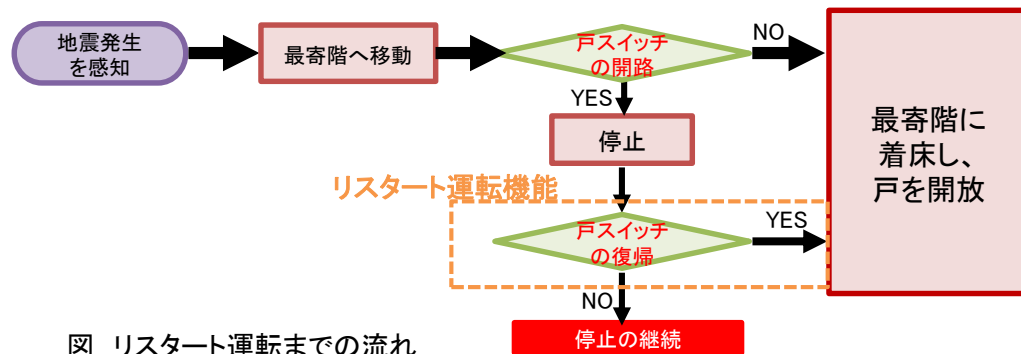 地震発生
を感知
最寄階へ移動
戸スイッチ
の開路
NO
YES
停止
最寄階に
着床し、
戸を開放
リスタート運転機能
戸スイッチ
の復帰
YES
NO
停止の継続
図 リスタート運転までの流れ